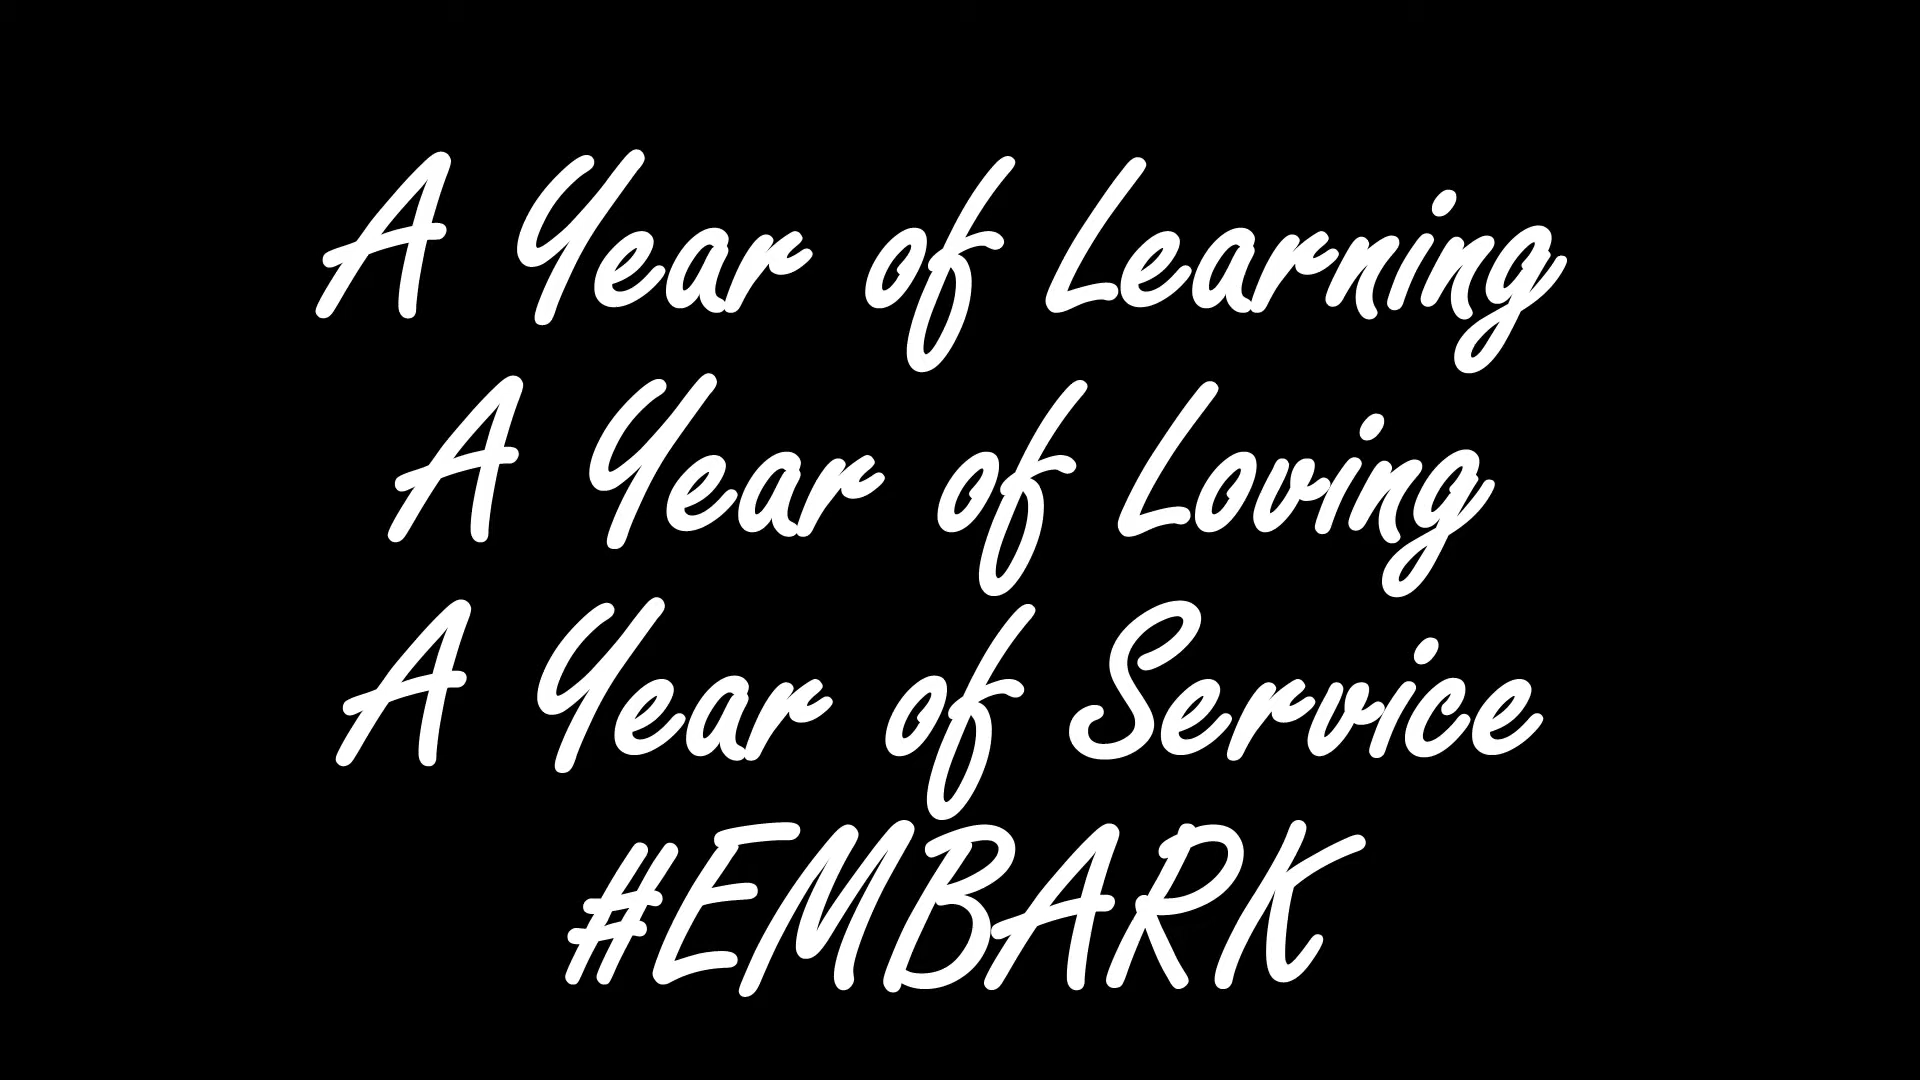 A Year of Learning
A Year of Loving
A Year of Service
#EMBARK